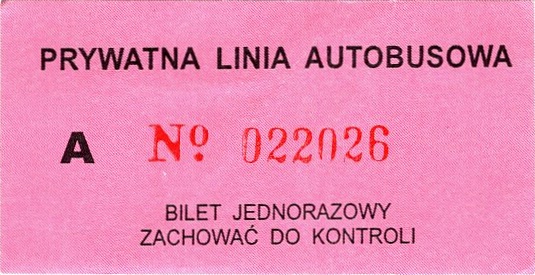 PRYWATNA LINIA AUTOBUSOWA
A Nº 022026
BILET JEDNORAZOWY
ZACHOWAĆ DO KONTROLI